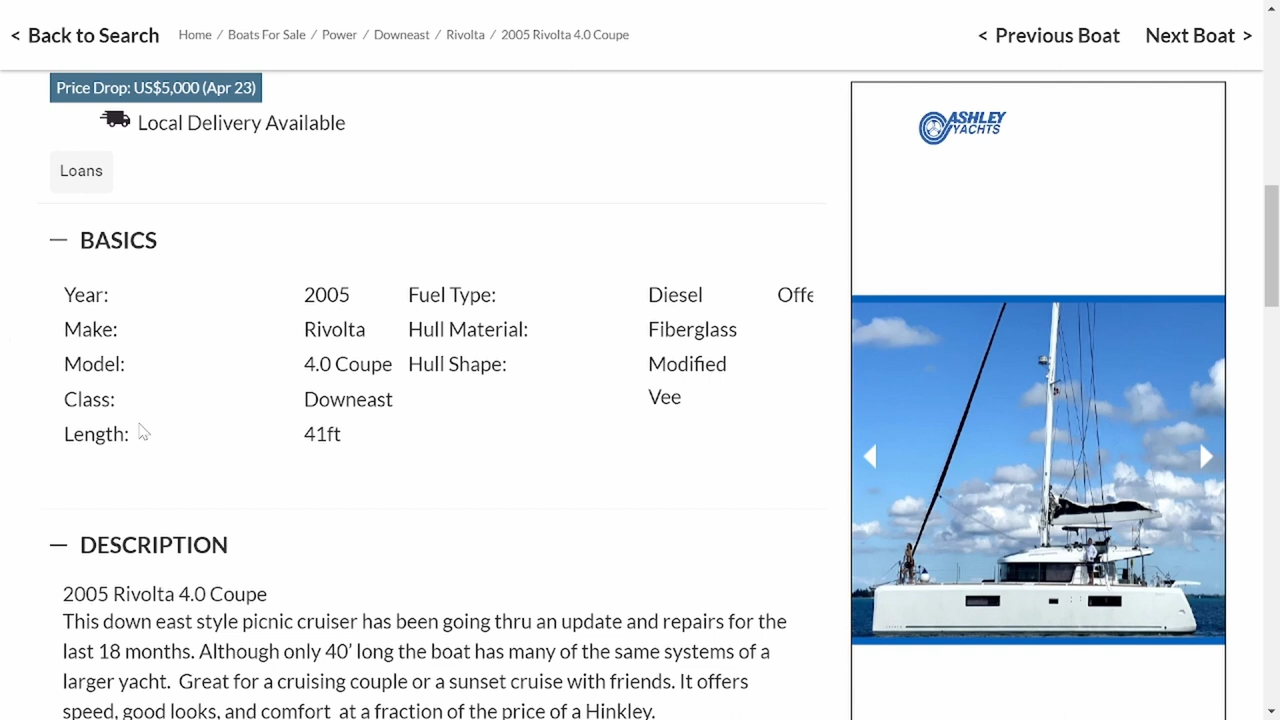 < Back to Search Home / Boats For Sale / Power / Downeast / Rivolta / 2005 Rivolta 4.0 Coupe < Previous Boat Next Boat >
Price Drop: US$5,000 (Apr 23)
Local Delivery Available
Loans
ASHLEY
YACHTS
— BASICS
Year: 2005 Fuel Type: Diesel Offe
Make: Rivolta Hull Material: Fiberglass
Model: 4.0 Coupe Hull Shape: Modified
Class: Downeast Vee
Length: 41ft
— DESCRIPTION
2005 Rivolta 4.0 Coupe
This down east style picnic cruiser has been going thru an update and repairs for the
last 18 months. Although only 40’ long the boat has many of the same systems of a
larger yacht. Great for a cruising couple or a sunset cruise with friends. It offers
speed, good looks, and comfort at a fraction of the price of a Hinkley.